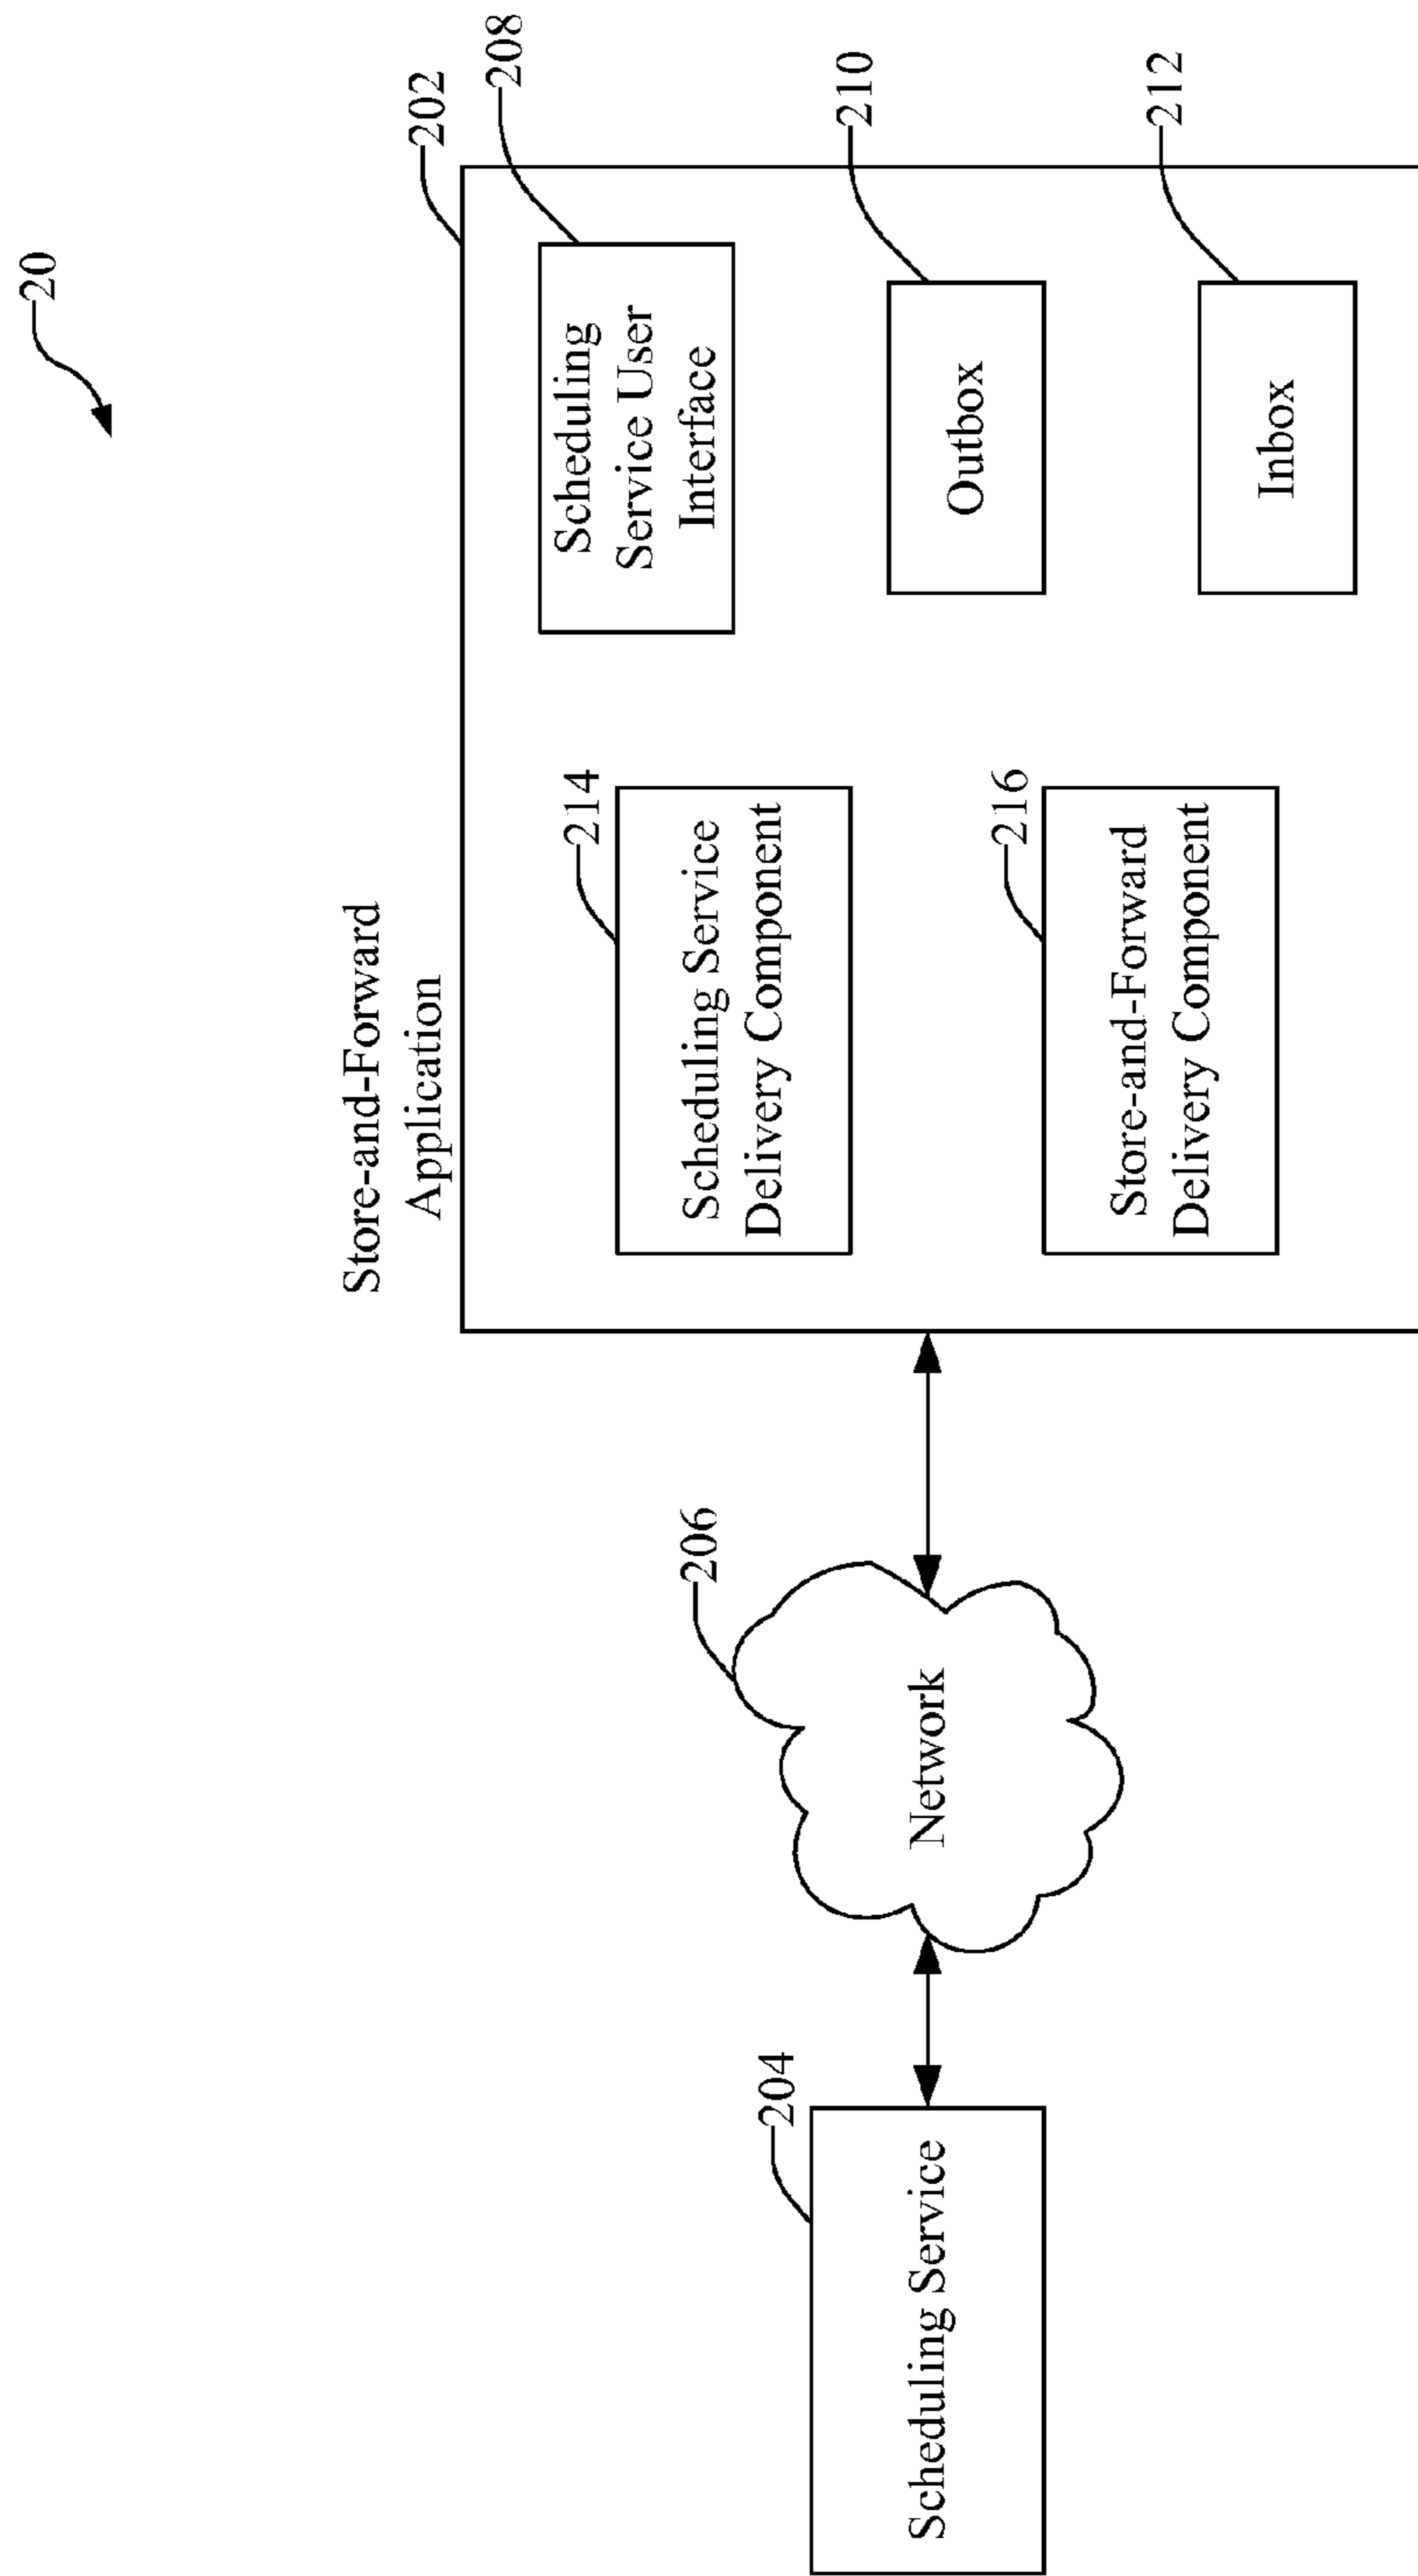 20
Store-and-Forward
Application
202
208
Scheduling
Service User
Interface
210
Outbox
212
Inbox
214
Scheduling Service
Delivery Component
216
Store-and-Forward
Delivery Component
206
Network
204
Scheduling Service